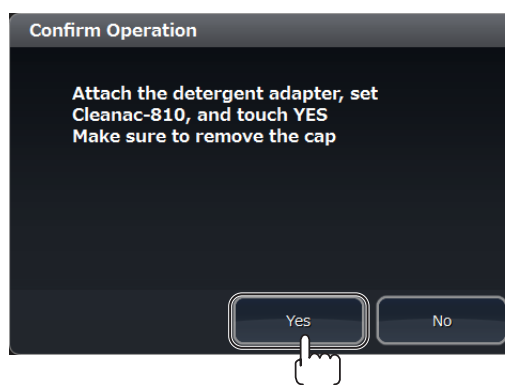 Confirm Operation
Attach the detergent adapter, set
Cleanac-810, and touch YES
Make sure to remove the cap
Yes
No